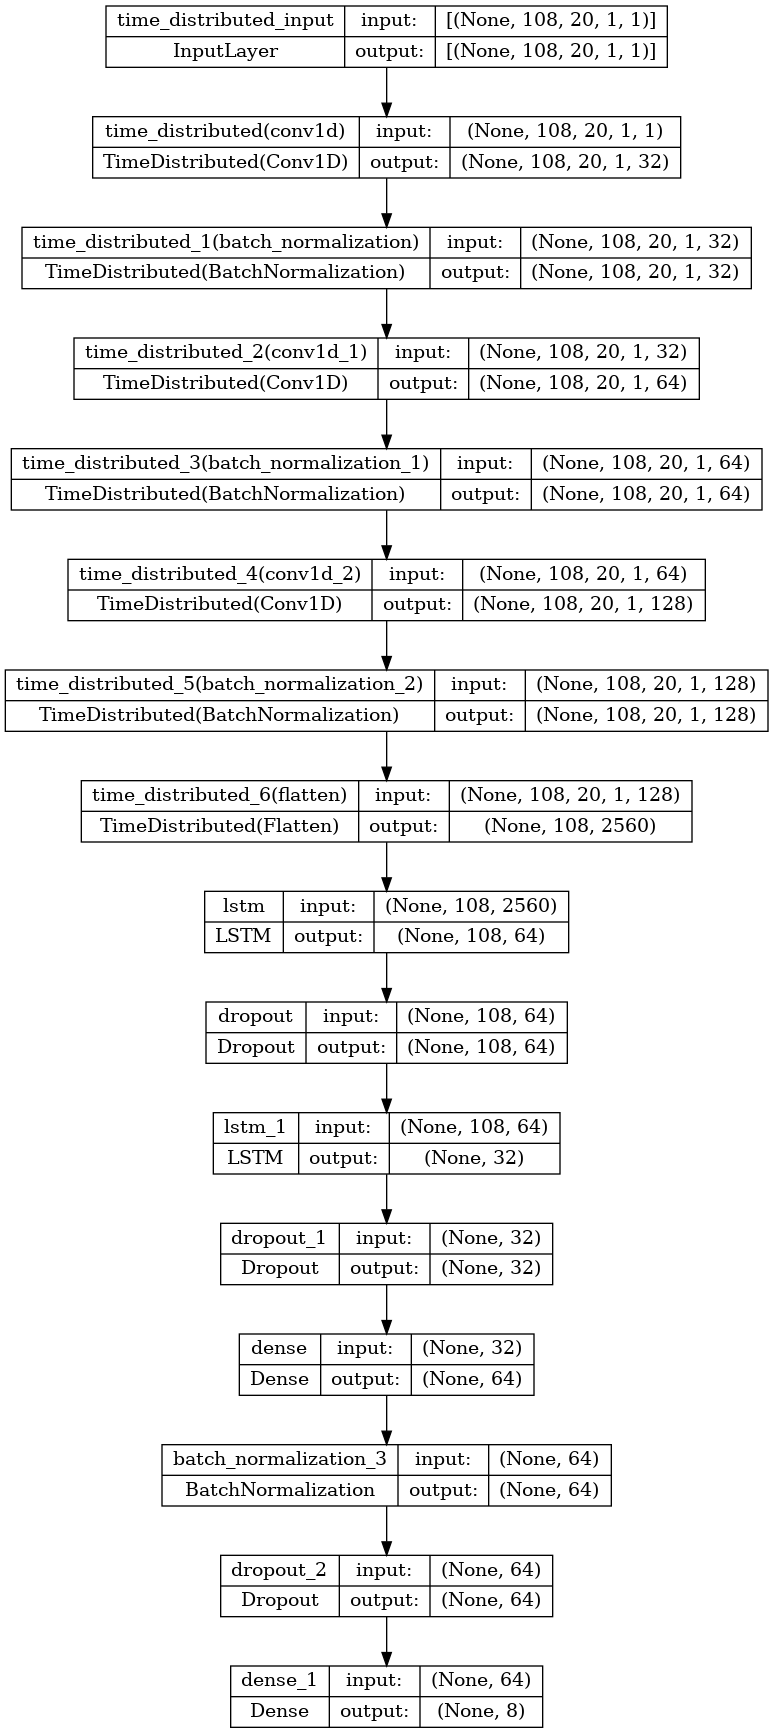 time_distributed_input input: [(None, 108, 20, 1, 1)]
InputLayer output: [(None, 108, 20, 1, 1)]
time_distributed(conv1d) input: (None, 108, 20, 1, 1)
TimeDistributed(Conv1D) output: (None, 108, 20, 1, 32)
time_distributed_1(batch_normalization) input: (None, 108, 20, 1, 32)
TimeDistributed(BatchNormalization) output: (None, 108, 20, 1, 32)
time_distributed_2(conv1d_1) input: (None, 108, 20, 1, 32)
TimeDistributed(Conv1D) output: (None, 108, 20, 1, 64)
time_distributed_3(batch_normalization_1) input: (None, 108, 20, 1, 64)
TimeDistributed(BatchNormalization) output: (None, 108, 20, 1, 64)
time_distributed_4(conv1d_2) input: (None, 108, 20, 1, 64)
TimeDistributed(Conv1D) output: (None, 108, 20, 1, 128)
time_distributed_5(batch_normalization_2) input: (None, 108, 20, 1, 128)
TimeDistributed(BatchNormalization) output: (None, 108, 20, 1, 128)
time_distributed_6(flatten) input: (None, 108, 20, 1, 128)
TimeDistributed(Flatten) output: (None, 108, 2560)
lstm input: (None, 108, 2560)
LSTM output: (None, 108, 64)
dropout input: (None, 108, 64)
Dropout output: (None, 108, 64)
lstm_1 input: (None, 108, 64)
LSTM output: (None, 32)
dropout_1 input: (None, 32)
Dropout output: (None, 32)
dense input: (None, 32)
Dense output: (None, 64)
batch_normalization_3 input: (None, 64)
BatchNormalization output: (None, 64)
dropout_2 input: (None, 64)
Dropout output: (None, 64)
dense_1 input: (None, 64)
Dense output: (None, 8)